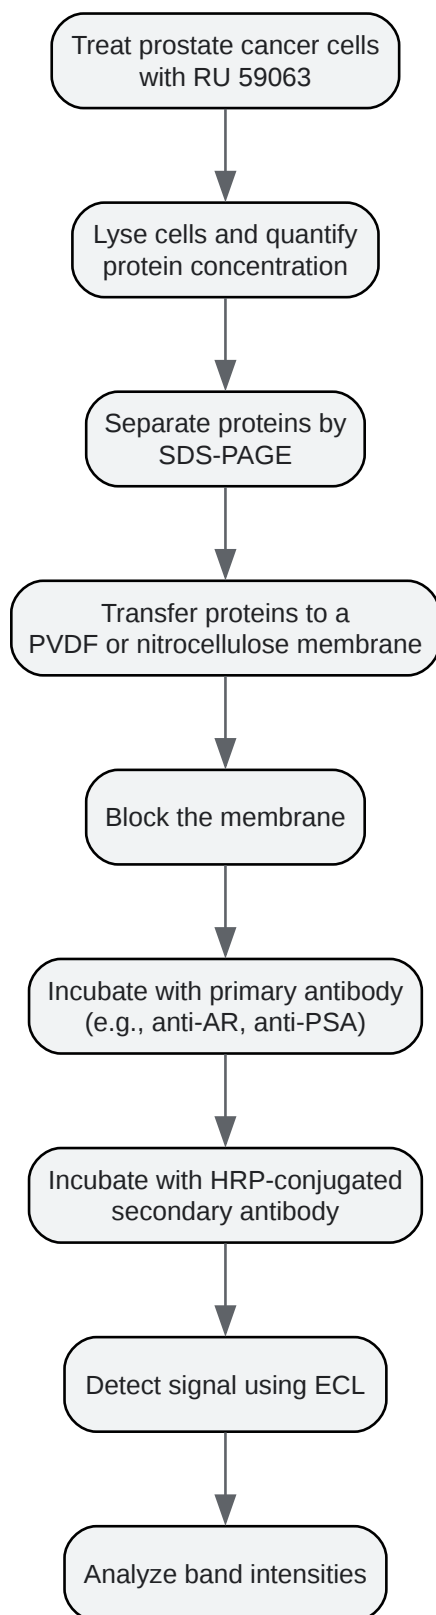 Treat prostate cancer cells
with RU 59063
Lyse cells and quantify
protein concentration
Separate proteins by
SDS-PAGE
Transfer proteins to a
PVDF or nitrocellulose membrane
Block the membrane
Incubate with primary antibody
(e.g., anti-AR, anti-PSA)
Incubate with HRP-conjugated
secondary antibody
Detect signal using ECL
Analyze band intensities